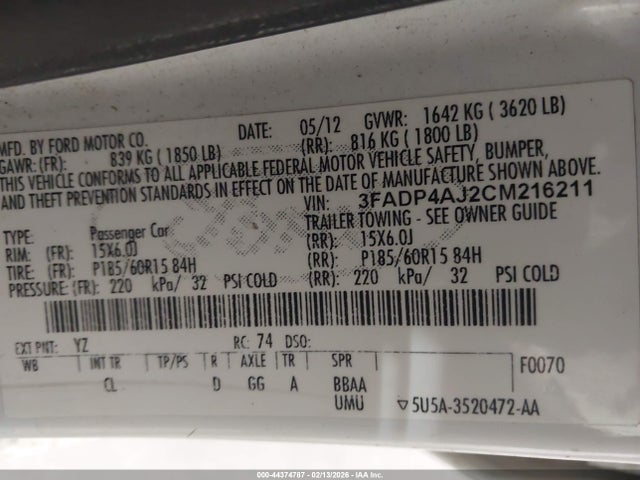 MFD. BY FORD MOTOR CO. DATE: 05/12 GVWR: 1642 KG ( 3620 LB)
GAWR: (FR): 839 KG ( 1850 LB) (RR): 816 KG ( 1800 LB)
THIS VEHICLE CONFORMS TO ALL APPLICABLE FEDERAL MOTOR VEHICLE SAFETY, BUMPER,
AND THEFT PREVENTION STANDARDS IN EFFECT ON THE DATE OF MANUFACTURE SHOWN ABOVE.
VIN: 3FADP4AJ2CM216211
TYPE: Passenger Car TRAILER TOWING - SEE OWNER GUIDE
RIM: (FR): 15X6.0J (RR): 15X6.0J
TIRE: (FR): P185/60R15 84H (RR): P185/60R15 84H
PRESSURE: (FR): 220 kPa/ 32 PSI COLD (RR): 220 kPa/ 32 PSI COLD
EXT PNT: YZ RC: 74 DSO:
WB INT TR TP/PS R AXLE TR SPR F0070
CL D GG A BBAA
UMU ▽5U5A-3520472-AA
000-44374787 - 02/13/2026 - IAA, Inc.